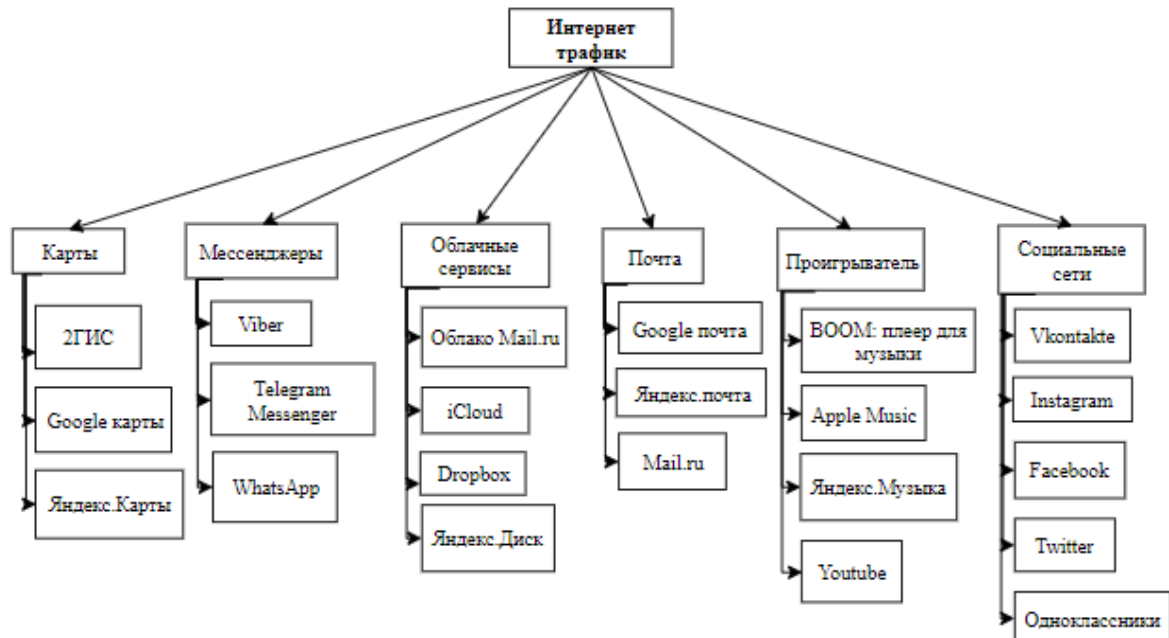 Интернет
трафик
Карты
2ГИС
Google карты
Яндекс.Карты
Мессенджеры
Viber
Telegram
Messenger
WhatsApp
Облачные
сервисы
Облако Mail.ru
iCloud
Dropbox
Яндекс.Диск
Почта
Google почта
Яндекс.почта
Mail.ru
Проигрыватель
BOOM: плеер для
музыки
Apple Music
Яндекс.Музыка
Youtube
Социальные
сети
Vkontakte
Instagram
Facebook
Twitter
Одноклассники